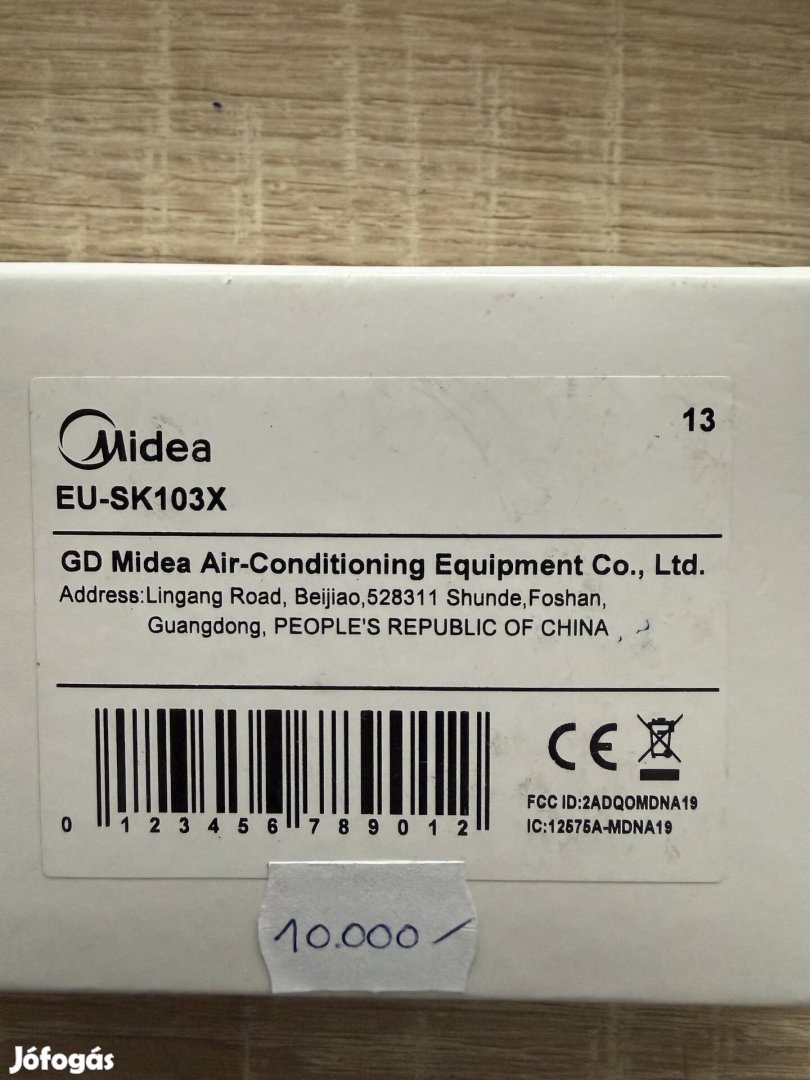 Midea
13
EU-SK103X
GD Midea Air-Conditioning Equipment Co., Ltd.
Address:Lingang Road, Beijiao,528311 Shunde,Foshan,
Guangdong, PEOPLE'S REPUBLIC OF CHINA
CE
FCC ID:2ADQOMDNA19
IC:12575A-MDNA19
0 123456 789012
10.000
Jófogás